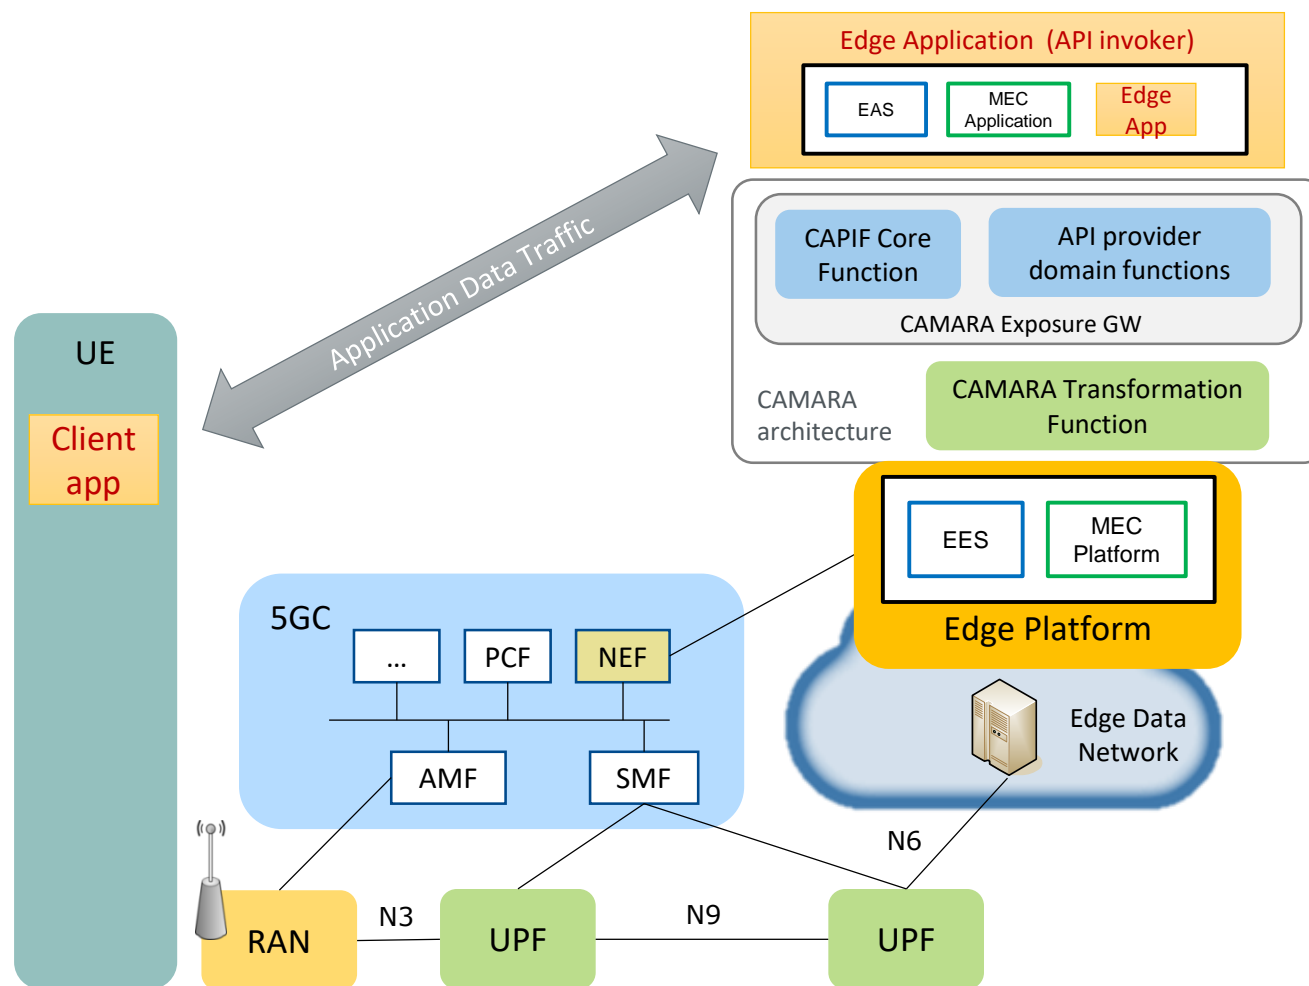 Edge Application (API invoker)
EAS
MEC
Application
Edge
App
Application Data Traffic
CAPIF Core
Function
API provider
domain functions
CAMARA Exposure GW
CAMARA
architecture
CAMARA Transformation
Function
UE
Client
app
EES
MEC
Platform
Edge Platform
5GC
...
PCF
NEF
AMF
SMF
Edge Data
Network
N6
RAN
N3
UPF
N9
UPF